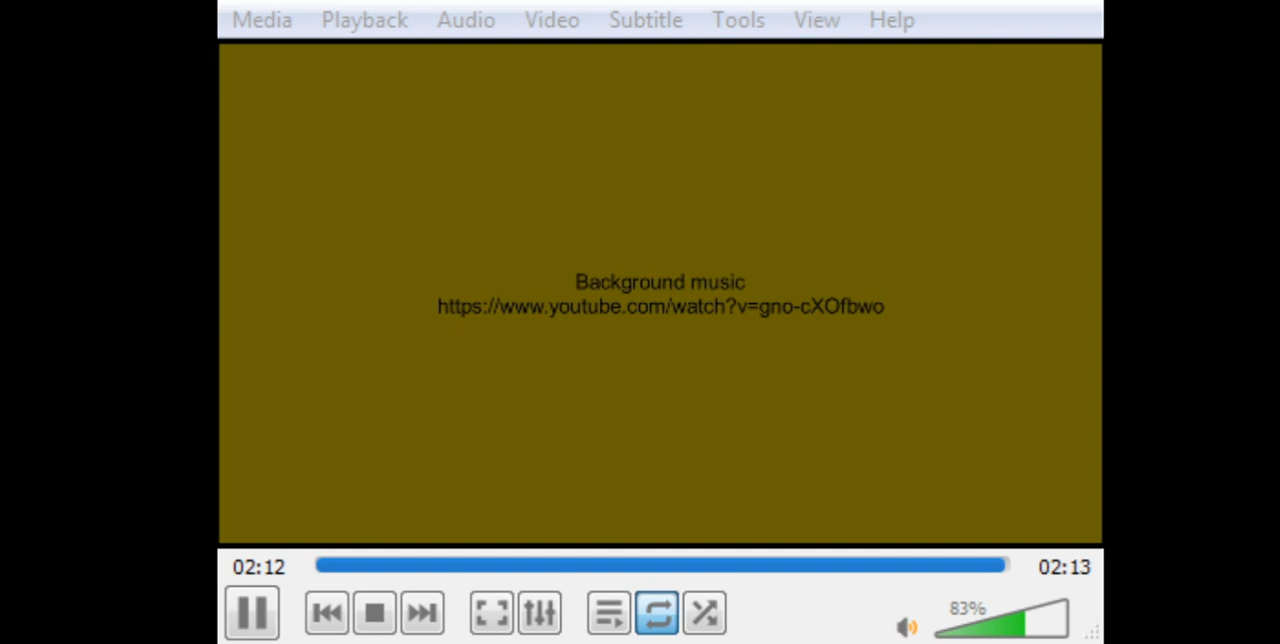 Media Playback Audio Video Subtitle Tools View Help
Background music
https://www.youtube.com/watch?v=gno-cXOfbwo
02:12 02:13
83%